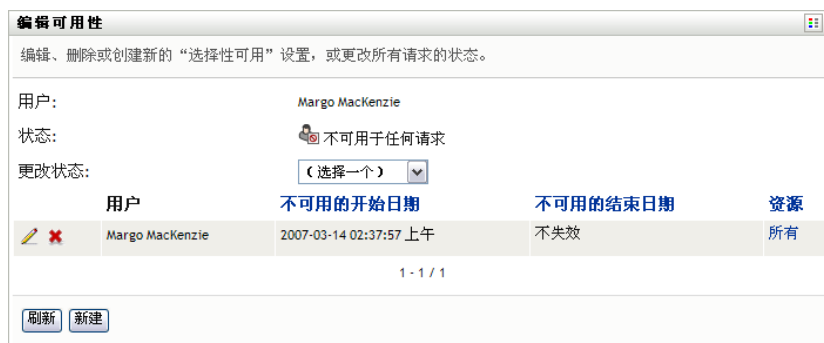 编辑可用性
编辑、删除或创建新的“选择性可用”设置，或更改所有请求的状态。
用户: Margo MacKenzie
状态: 不可用于任何请求
更改状态: （选择一个）
用户 不可用的开始日期 不可用的结束日期 资源
Margo MacKenzie 2007-03-14 02:37:57 上午 不失效 所有
1 - 1 / 1
刷新 新建